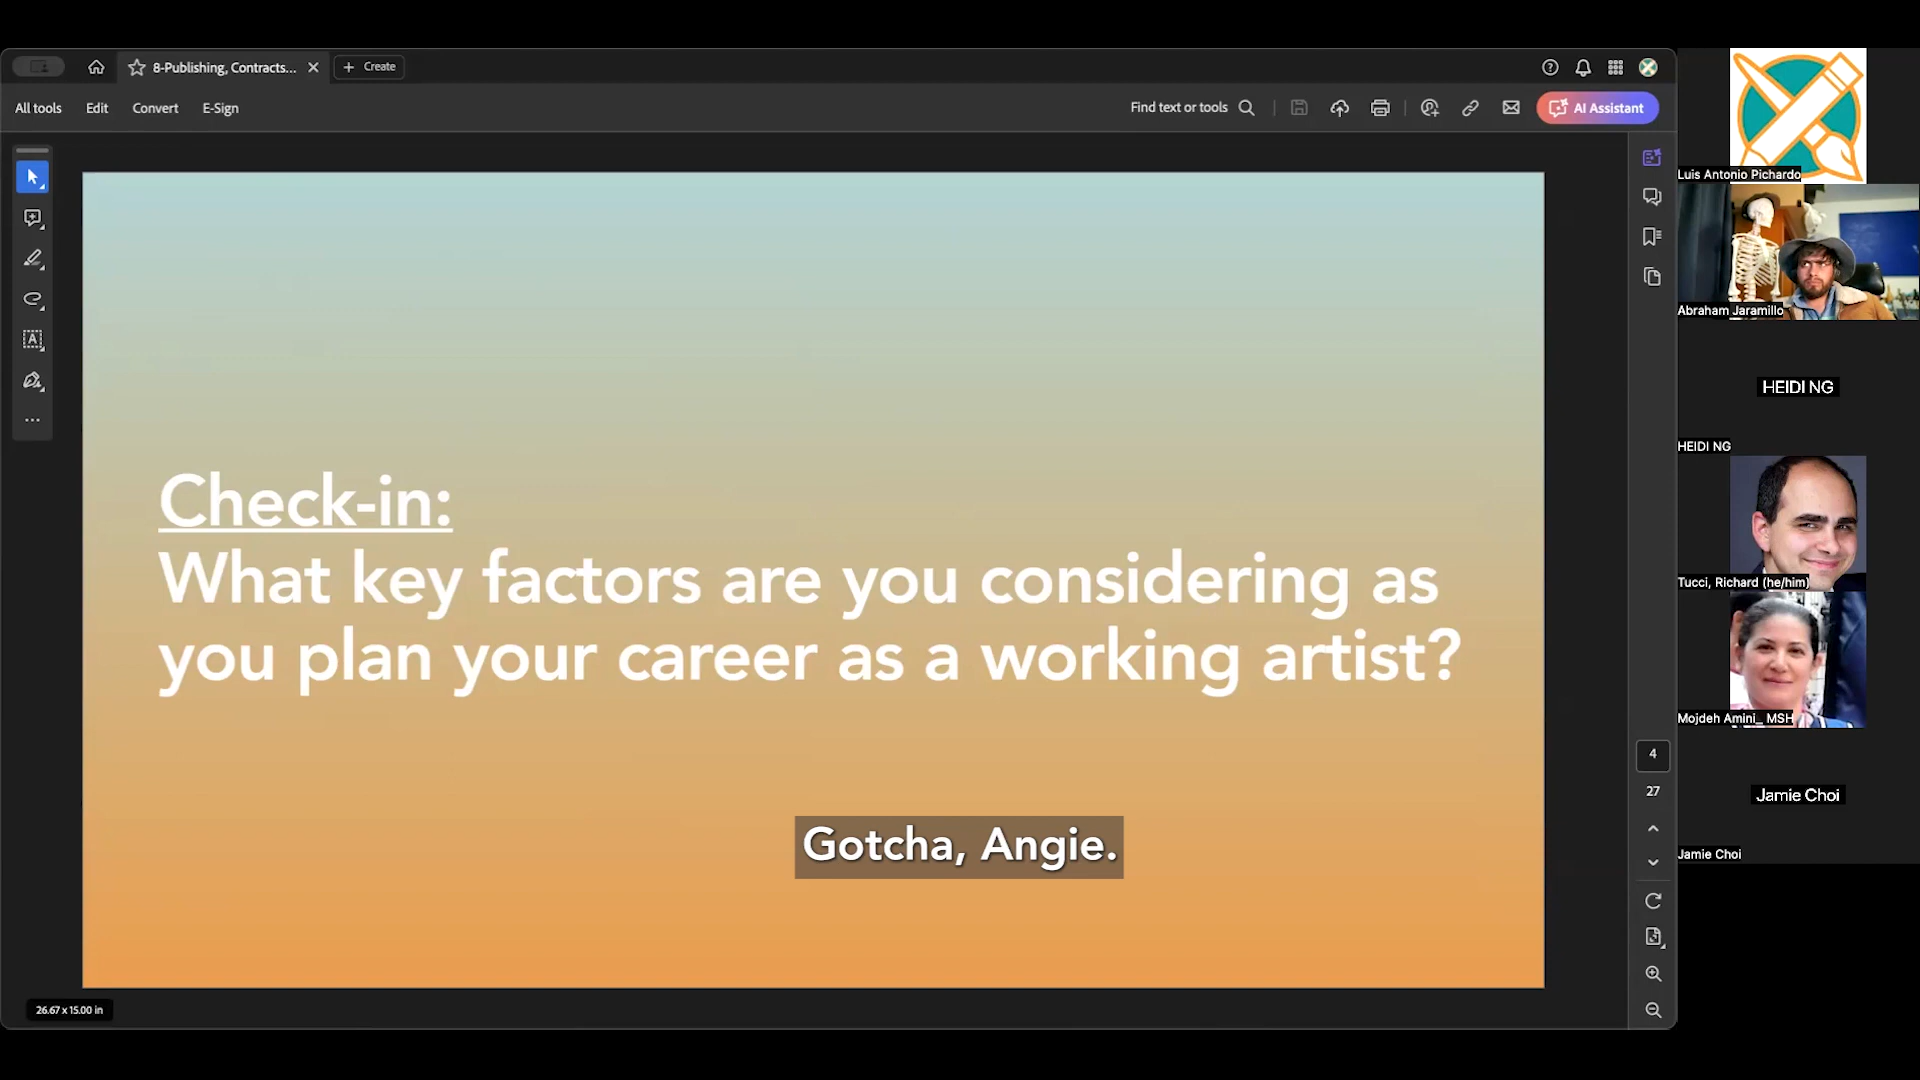 8-Publishing, Contracts...
Create
All tools
Edit
Convert
E-Sign
Find text or tools
AI Assistant
Check-in:
What key factors are you considering as
you plan your career as a working artist?
Gotcha, Angie.
4
27
26.67 x 15.00 in
Luis Antonio Pichardo
Abraham Jaramillo
HEIDI NG
HEIDI NG
Tucci, Richard (he/him)
Mojdeh Amini_ MSH
Jamie Choi
Jamie Choi